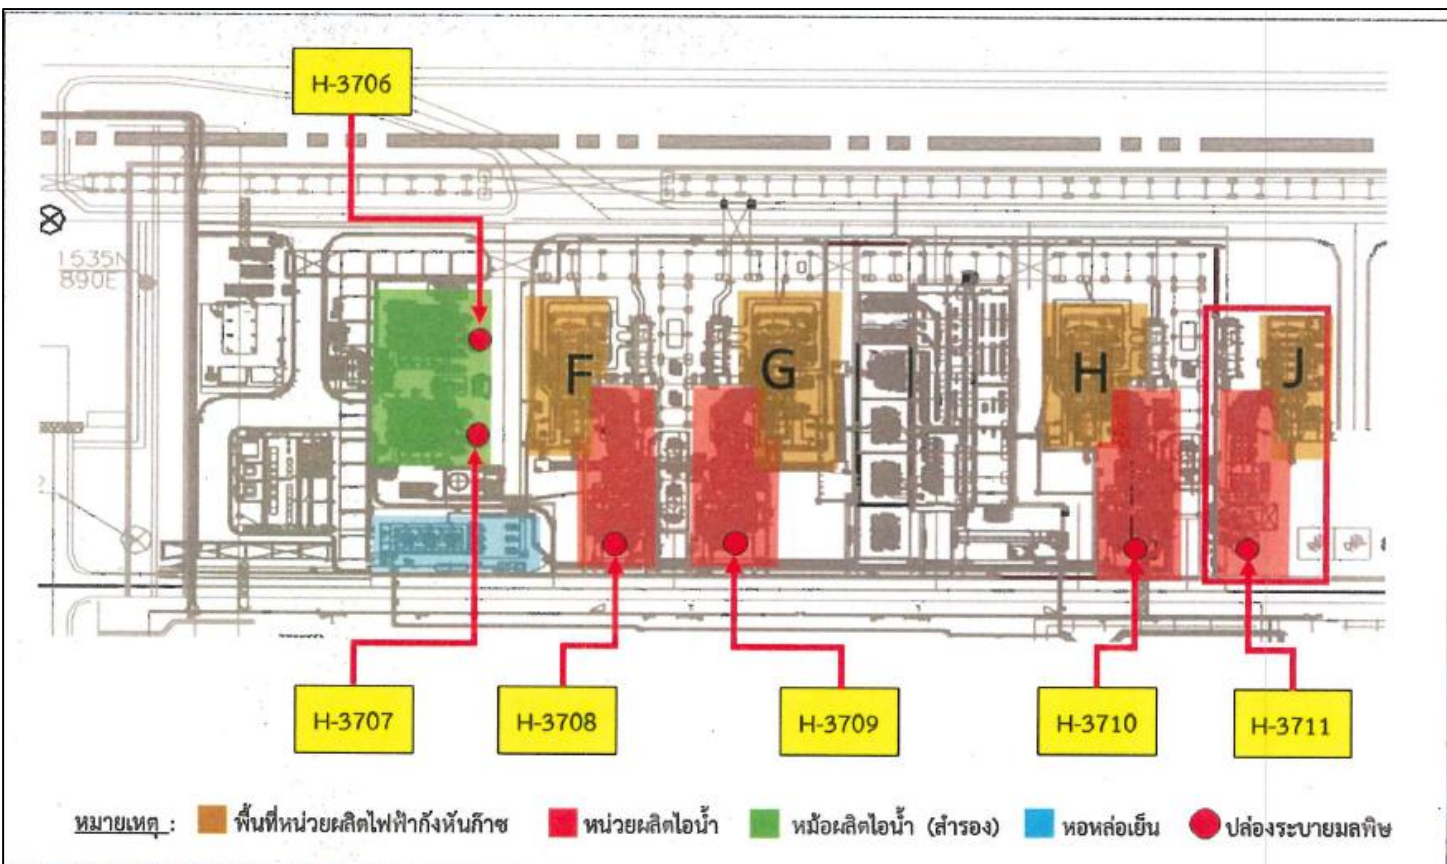 H-3706
1535N
890E
F
G
H
J
H-3707
H-3708
H-3709
H-3710
H-3711
หมายเหตุ : พื้นที่หน่วยผลิตไฟฟ้ากังหันก๊าซ หน่วยผลิตไอน้ำ หม้อผลิตไอน้ำ (สำรอง) หอหล่อเย็น ปล่องระบายมลพิษ